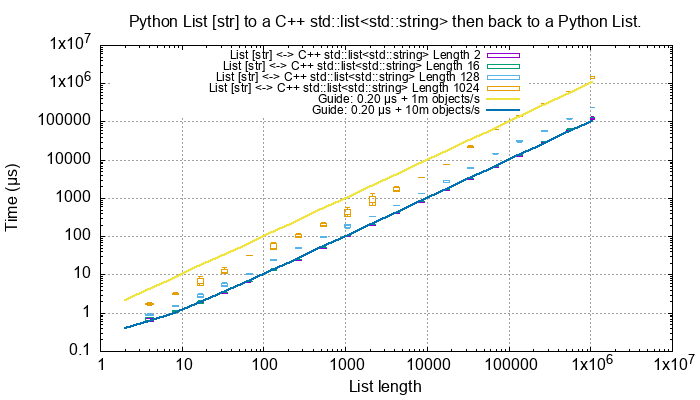 Python List [str] to a C++ std::list<std::string> then back to a Python List.
1x10^7
1x10^6
100000
10000
1000
100
10
1
0.1
Time (µs)
List [str] <-> C++ std::list<std::string> Length 2
List [str] <-> C++ std::list<std::string> Length 16
List [str] <-> C++ std::list<std::string> Length 128
List [str] <-> C++ std::list<std::string> Length 1024
Guide: 0.20 µs + 1m objects/s
Guide: 0.20 µs + 10m objects/s
1 10 100 1000 10000 100000 1x10^6 1x10^7
List length